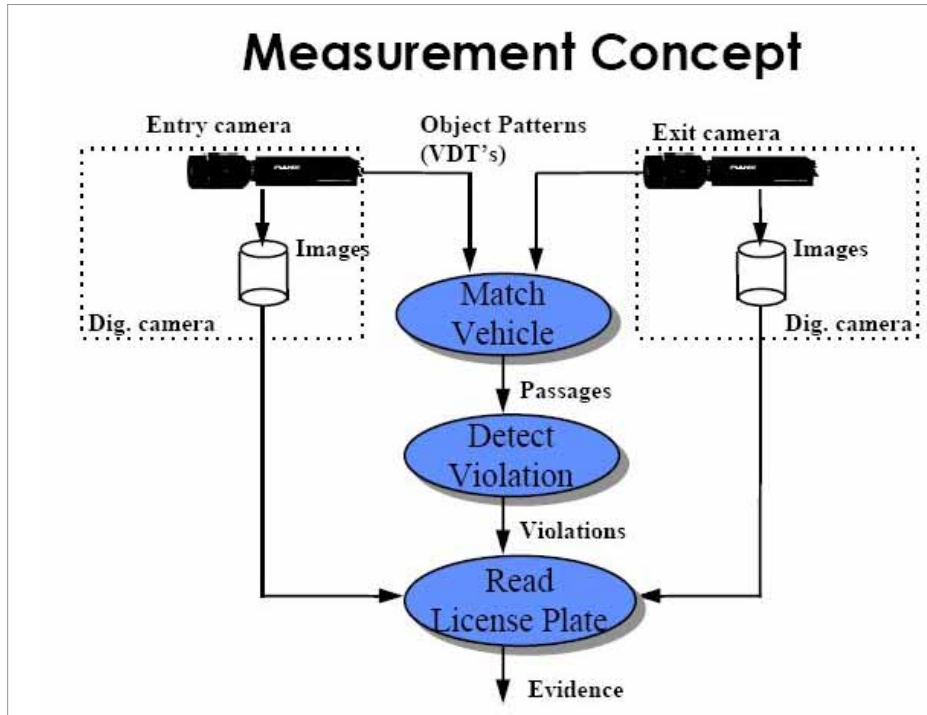 Measurement Concept
Entry camera
Object Patterns
(VDT's)
Exit camera
Images
Images
Dig. camera
Dig. camera
Match
Vehicle
Passages
Detect
Violation
Violations
Read
License Plate
Evidence